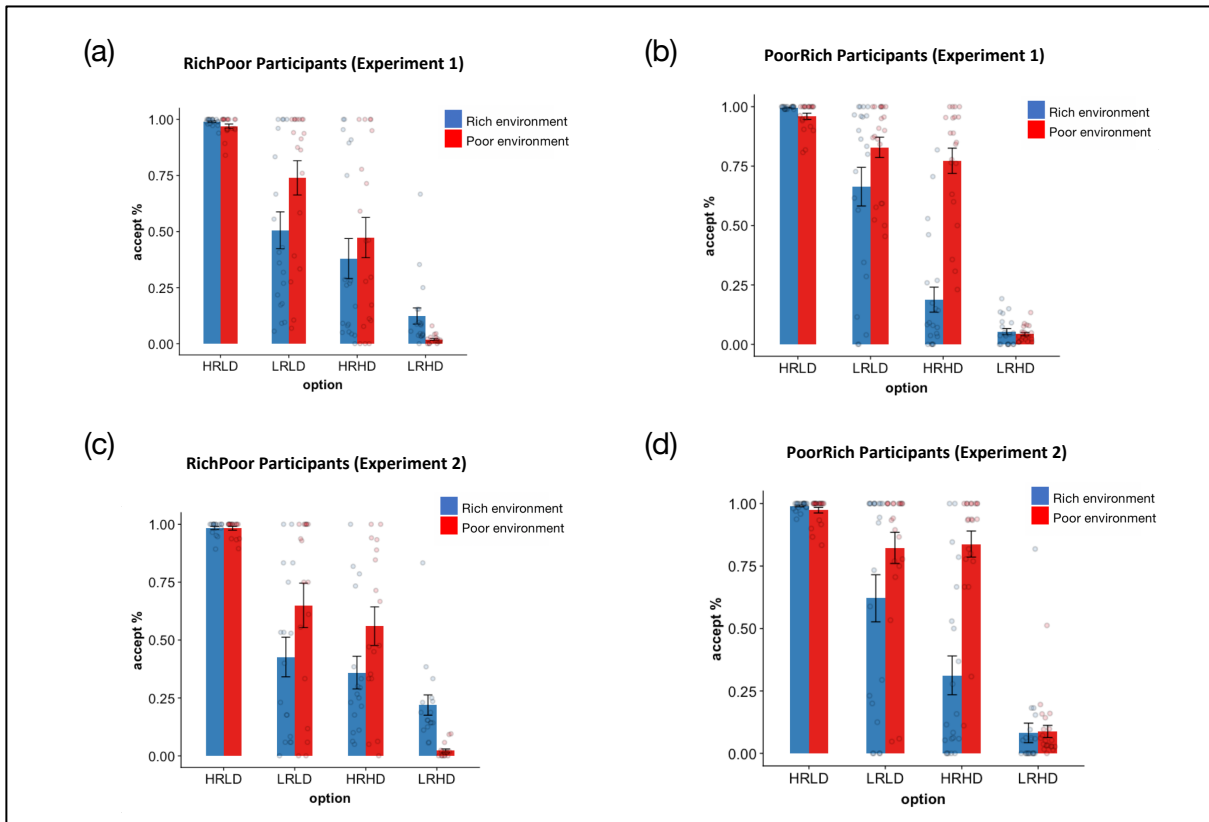 (a)
RichPoor Participants (Experiment 1)
Rich environment
Poor environment
accept %
1.00
0.75
0.50
0.25
0.00
HRLD LRLD HRHD LRHD
option
(b)
PoorRich Participants (Experiment 1)
Rich environment
Poor environment
accept %
1.00
0.75
0.50
0.25
0.00
HRLD LRLD HRHD LRHD
option
(c)
RichPoor Participants (Experiment 2)
Rich environment
Poor environment
accept %
1.00
0.75
0.50
0.25
0.00
HRLD LRLD HRHD LRHD
option
(d)
PoorRich Participants (Experiment 2)
Rich environment
Poor environment
accept %
1.00
0.75
0.50
0.25
0.00
HRLD LRLD HRHD LRHD
option